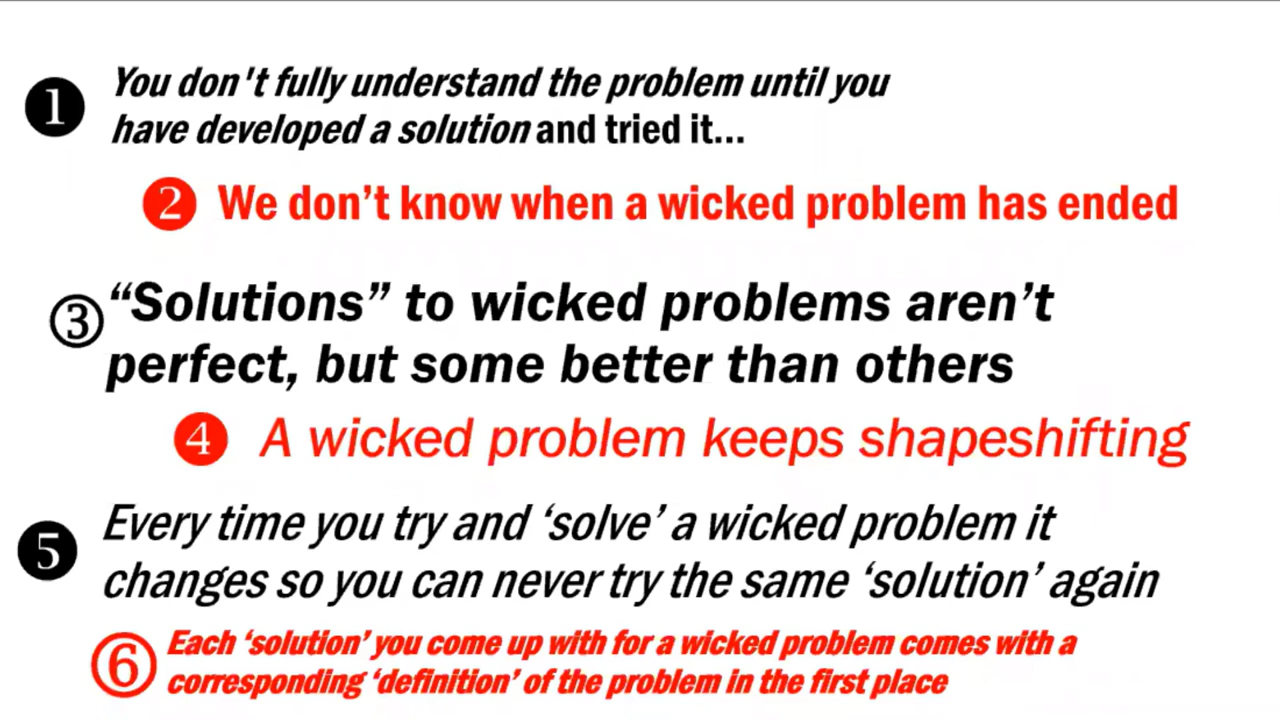 ❶ You don't fully understand the problem until you
have developed a solution and tried it...
❷ We don’t know when a wicked problem has ended
③ “Solutions” to wicked problems aren’t
perfect, but some better than others
❹ A wicked problem keeps shapeshifting
❺ Every time you try and ‘solve’ a wicked problem it
changes so you can never try the same ‘solution’ again
⑥ Each ‘solution’ you come up with for a wicked problem comes with a
corresponding ‘definition’ of the problem in the first place